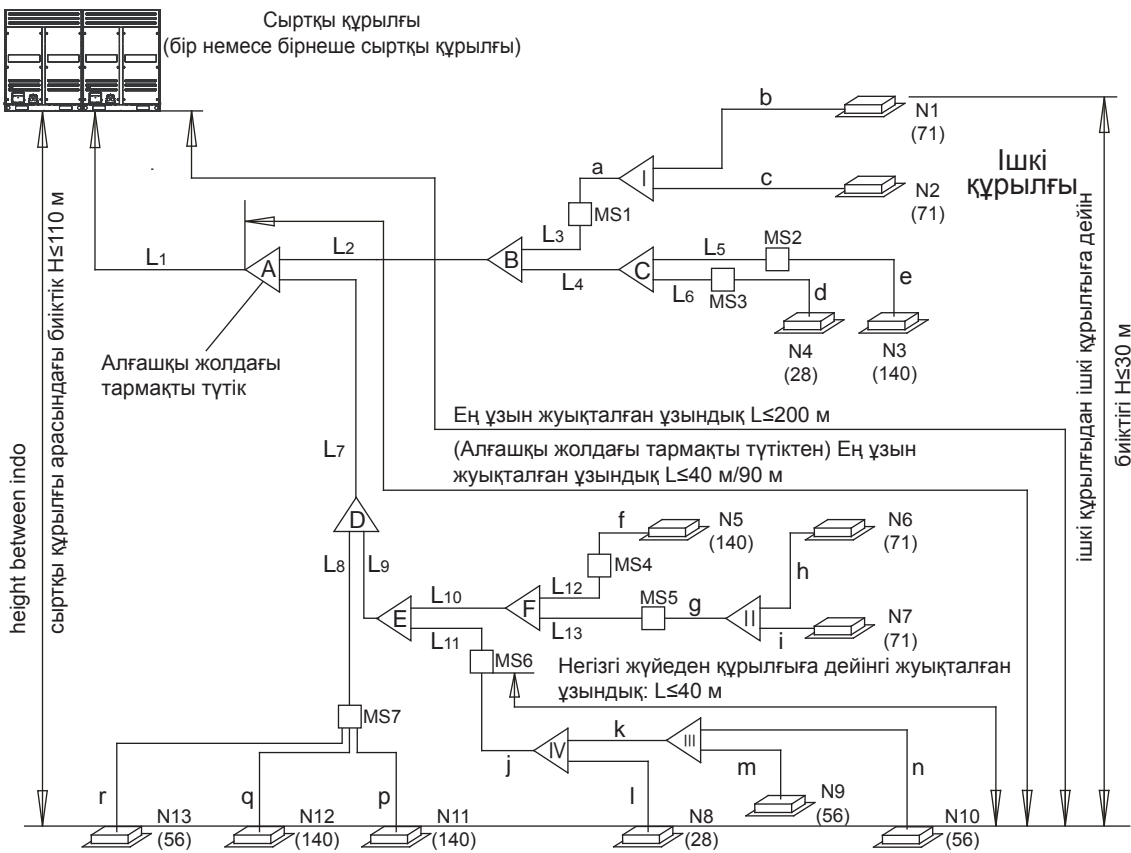 Сыртқы құрылғы
(бір немесе бірнеше сыртқы құрылғы)
b
N1
(71)
Ішкі
құрылғы
a
I
c
N2
(71)
MS1
L3
L1
A
L2
B
L4
C
L5
MS2
L6
MS3
d
e
N4
(28)
N3
(140)
Алғашқы жолдағы
тармақты түтік
Ең ұзын жуықталған ұзындық L≤200 м
(Алғашқы жолдағы тармақты түтіктен) Ең ұзын
жуықталған ұзындық L≤40 м/90 м
L7
D
L8
L9
f
N5
(140)
MS4
N6
(71)
h
L10
E
L11
F
L12
L13
MS5
g
II
i
N7
(71)
MS6
Негізгі жүйеден құрылғыға дейінгі жуықталған
ұзындық: L≤40 м
MS7
j
IV
k
III
m
n
l
r
q
p
N13
(56)
N12
(140)
N11
(140)
N8
(28)
N9
(56)
N10
(56)
height between indo
сыртқы құрылғы арасындағы биіктік H≤110 м
ішкі құрылғыдан ішкі құрылғыға дейін
биіктігі H≤30 м